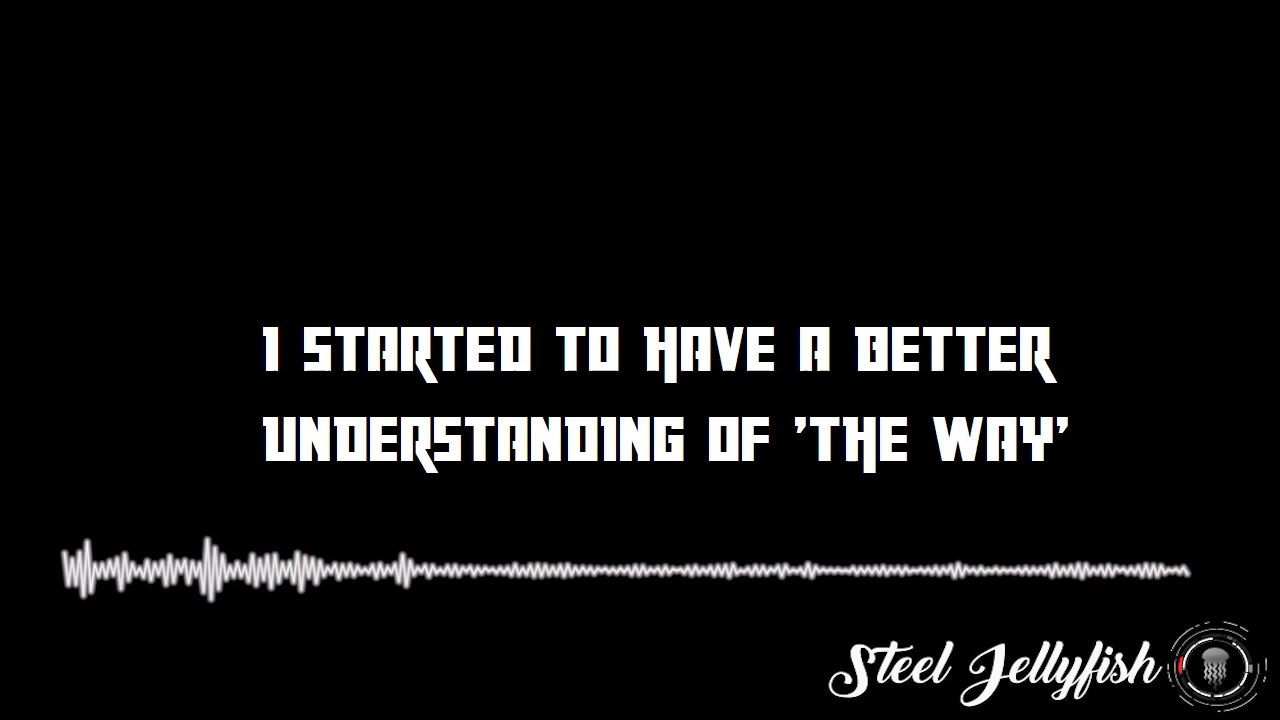 I STARTED TO HAVE A BETTER
UNDERSTANDING OF 'THE WAY'
Steel Jellyfish